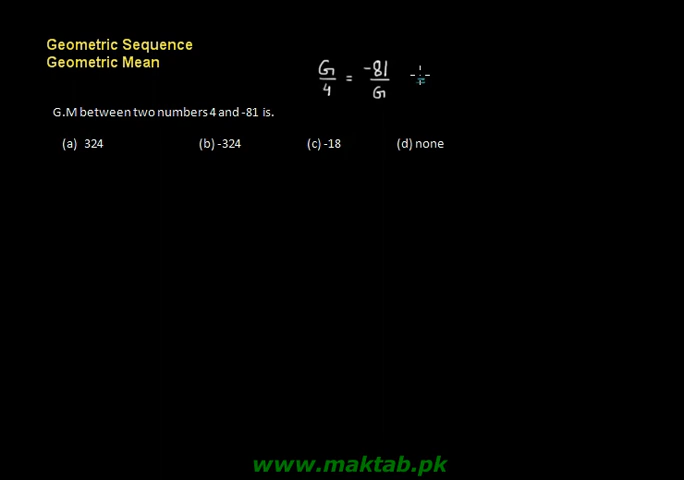 Geometric Sequence
Geometric Mean
G/4 = -81/G
G.M between two numbers 4 and -81 is.
(a) 324 (b) -324 (c) -18 (d) none
www.maktab.pk